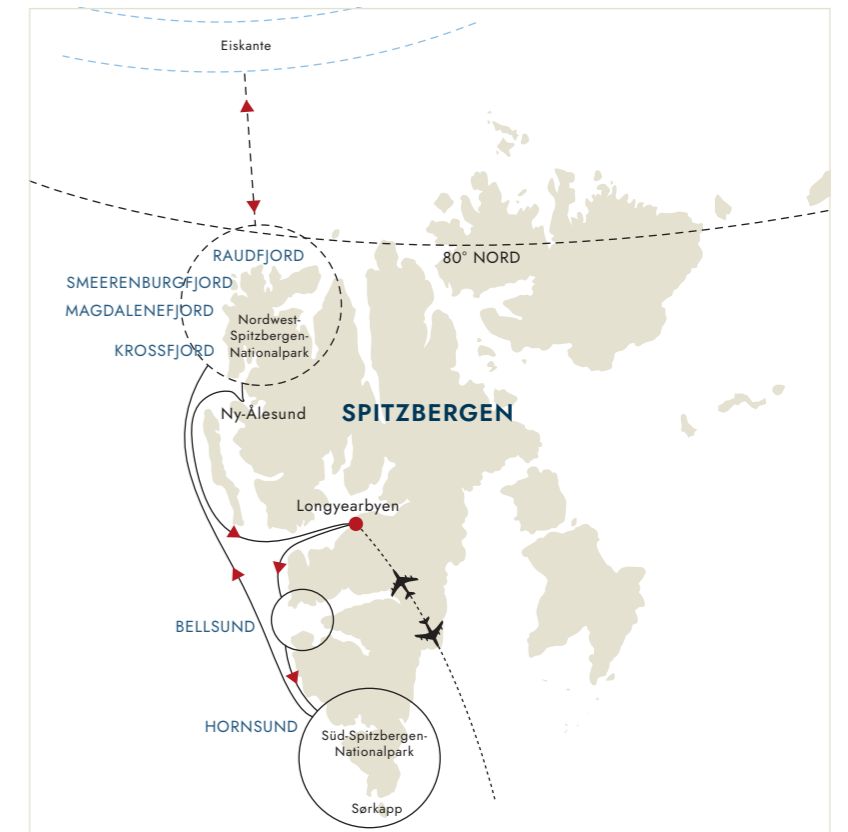 Eiskante
80° NORD
RAUDFJORD
SMEERENBURGFJORD
MAGDALENEFJORD
Nordwest-
Spitzbergen-
Nationalpark
KROSSFJORD
Ny-Ålesund
SPITZBERGEN
Longyearbyen
BELLSUND
HORNSUND
Süd-Spitzbergen-
Nationalpark
Sørkapp